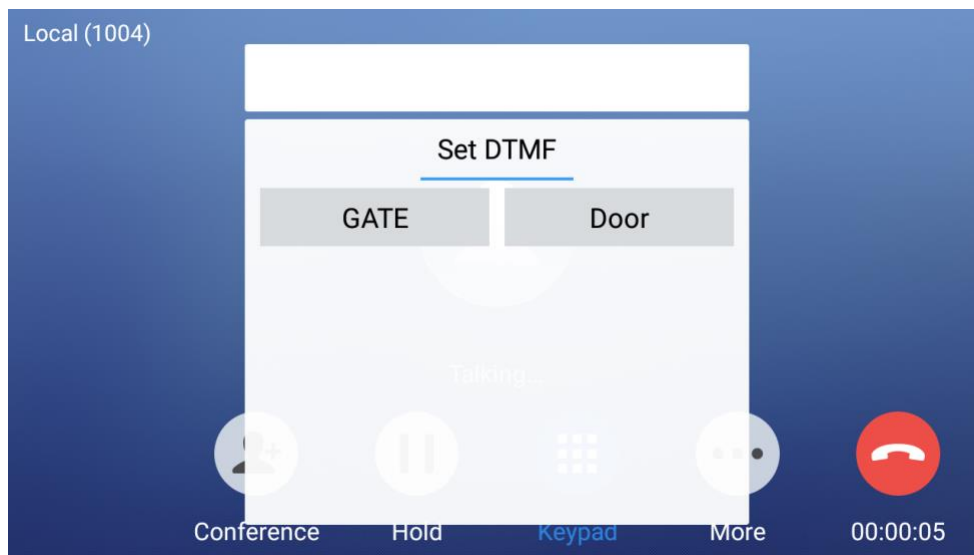 Local (1004)
Set DTMF
GATE Door
Talking...
Conference Hold Keypad More 00:00:05